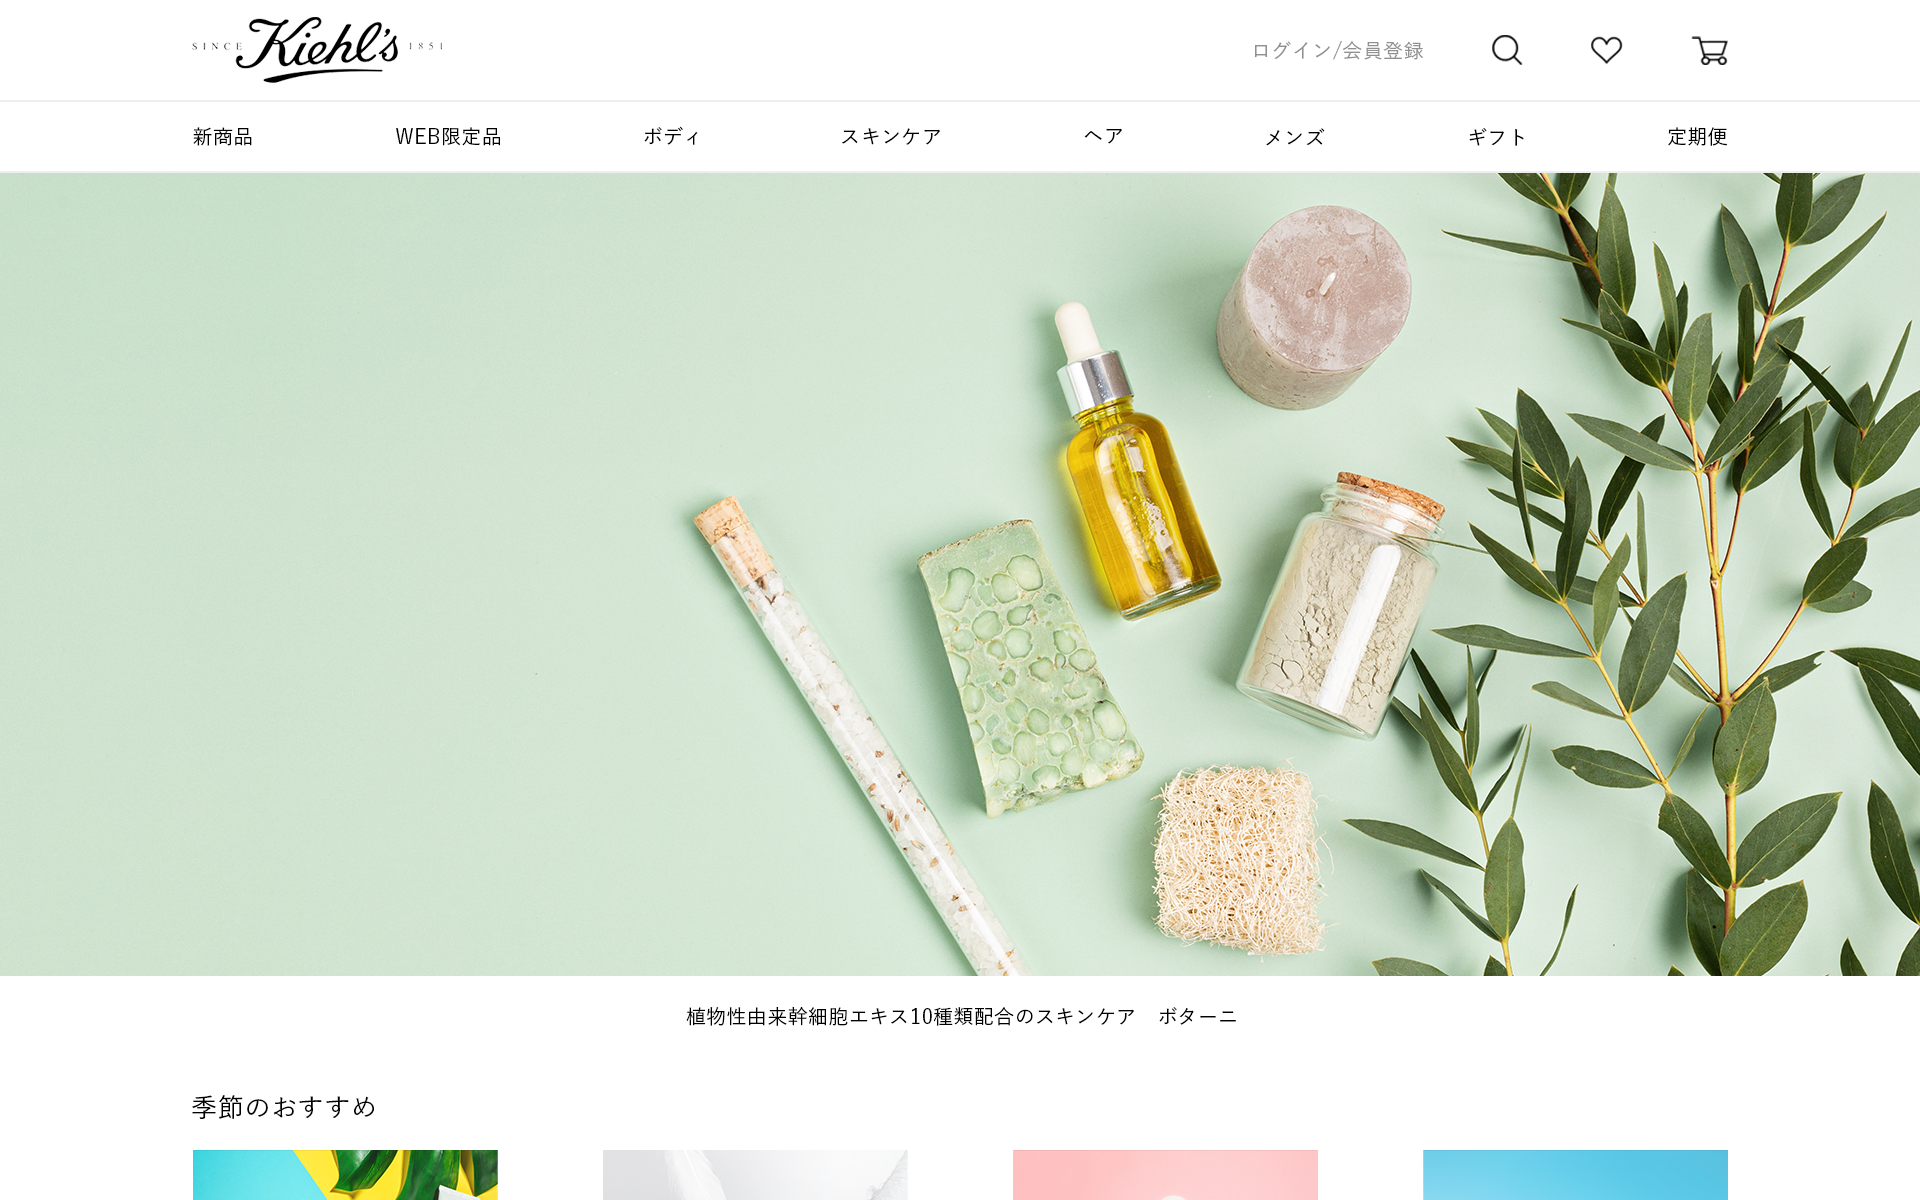 SINCE Kiehl's 1851
ログイン/会員登録
新商品 WEB限定品 ボディ スキンケア ヘア メンズ ギフト 定期便
植物性由来幹細胞エキス10種類配合のスキンケア　ボターニ
季節のおすすめ